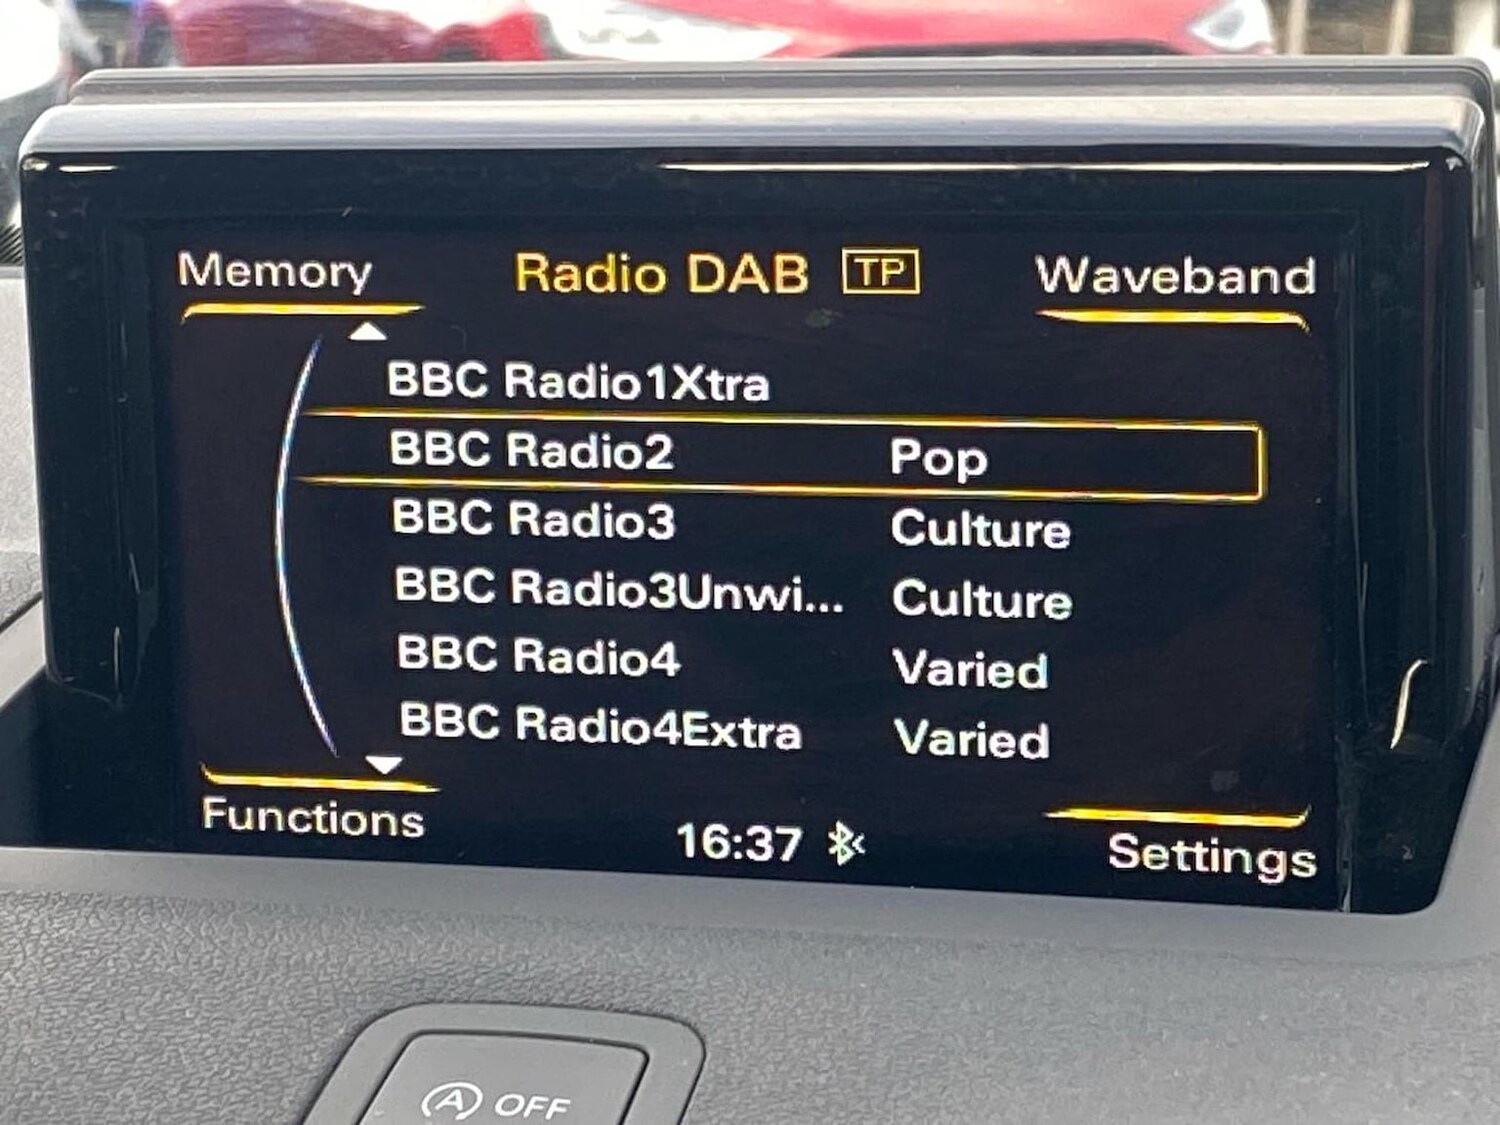 Memory Radio DAB TP Waveband
BBC Radio1Xtra
BBC Radio2 Pop
BBC Radio3 Culture
BBC Radio3Unwi... Culture
BBC Radio4 Varied
BBC Radio4Extra Varied
Functions 16:37 Settings
A OFF